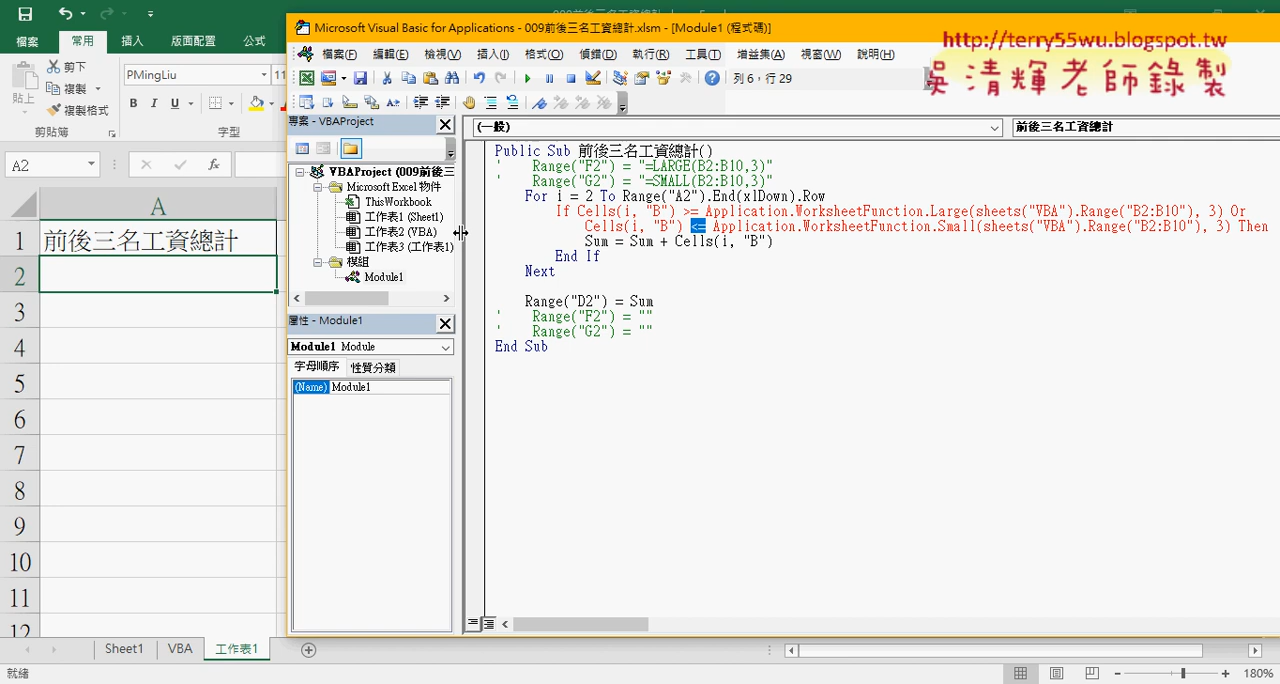 009前後三名工資總計.xlsm - Excel
Microsoft Visual Basic for Applications - 009前後三名工資總計.xlsm - [Module1 (程式碼)]
http://terry55wu.blogspot.tw
吳清輝老師錄製
檔案 常用 插入 版面配置 公式
檔案(F) 編輯(E) 檢視(V) 插入(I) 格式(O) 偵錯(D) 執行(R) 工具(T) 增益集(A) 視窗(W) 說明(H)
剪下
複製
複製格式
貼上
剪貼簿
PMingLiu 11
B I U
字型
列 6，行 29
專案 - VBAProject
(一般) 前後三名工資總計
A2 fx
VBAProject (009前後三
Microsoft Excel 物件
ThisWorkbook
工作表1 (Sheet1)
工作表2 (VBA)
工作表3 (工作表1)
模組
Module1
屬性 - Module1
Module1 Module
字母順序 性質分類
(Name) Module1
Public Sub 前後三名工資總計()
'    Range("F2") = "=LARGE(B2:B10,3)"
'    Range("G2") = "=SMALL(B2:B10,3)"
    For i = 2 To Range("A2").End(xlDown).Row
        If Cells(i, "B") >= Application.WorksheetFunction.Large(sheets("VBA").Range("B2:B10"), 3) Or
            Cells(i, "B") <= Application.WorksheetFunction.Small(sheets("VBA").Range("B2:B10"), 3) Then
            Sum = Sum + Cells(i, "B")
        End If
    Next
    Range("D2") = Sum
'    Range("F2") = ""
'    Range("G2") = ""
End Sub
A
1 前後三名工資總計
2
3
4
5
6
7
8
9
10
11
12
Sheet1 VBA 工作表1
就緒
180%